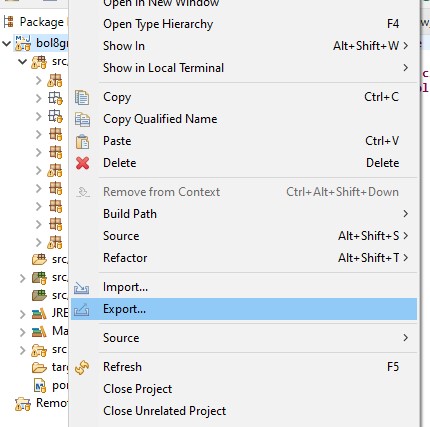 Open in New Window
Open Type Hierarchy F4
Package
Show In Alt+Shift+W >
bol8g
Show in Local Terminal >
src
Copy Ctrl+C
Copy Qualified Name
Paste Ctrl+V
Delete Delete
Remove from Context Ctrl+Alt+Shift+Down
Build Path >
Source Alt+Shift+S >
Refactor Alt+Shift+T >
src
src
Import...
src
Export...
JRE
Ma
Source >
src
targ
Refresh F5
Close Project
Remo
Close Unrelated Project